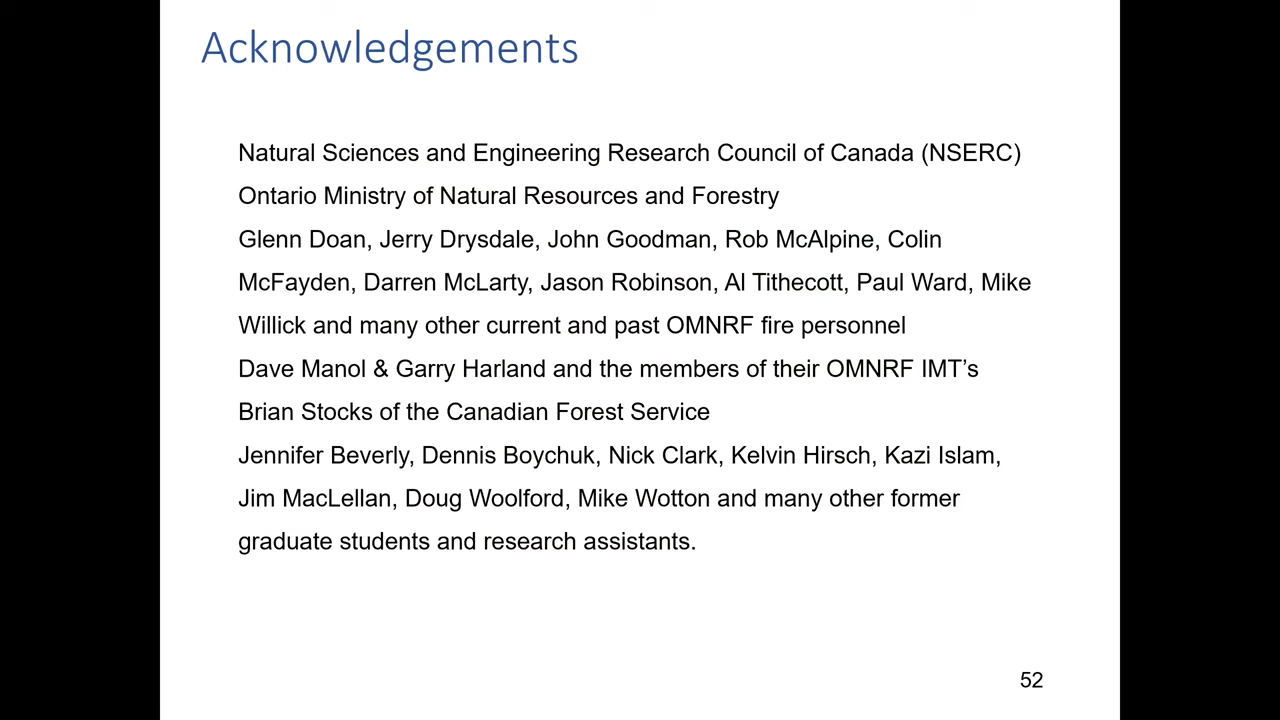 Acknowledgements
Natural Sciences and Engineering Research Council of Canada (NSERC)
Ontario Ministry of Natural Resources and Forestry
Glenn Doan, Jerry Drysdale, John Goodman, Rob McAlpine, Colin
McFayden, Darren McLarty, Jason Robinson, Al Tithecott, Paul Ward, Mike
Willick and many other current and past OMNRF fire personnel
Dave Manol & Garry Harland and the members of their OMNRF IMT’s
Brian Stocks of the Canadian Forest Service
Jennifer Beverly, Dennis Boychuk, Nick Clark, Kelvin Hirsch, Kazi Islam,
Jim MacLellan, Doug Woolford, Mike Wotton and many other former
graduate students and research assistants.
52